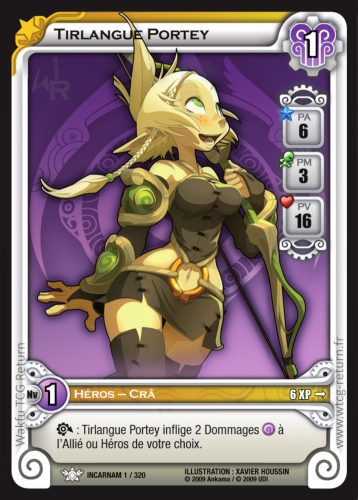 Tirlangue Portey
1
PA
6
PM
3
PV
16
Nv 1
Héros – Crâ
6 XP →
: Tirlangue Portey inflige 2 Dommages à
l'Allié ou Héros de votre choix.
INCARNAM 1 / 320
ILLUSTRATION : XAVIER HOUSSIN
© 2009 Ankama / © 2009 UDI
Wakfu TCG Return
www.wtcg-return.fr